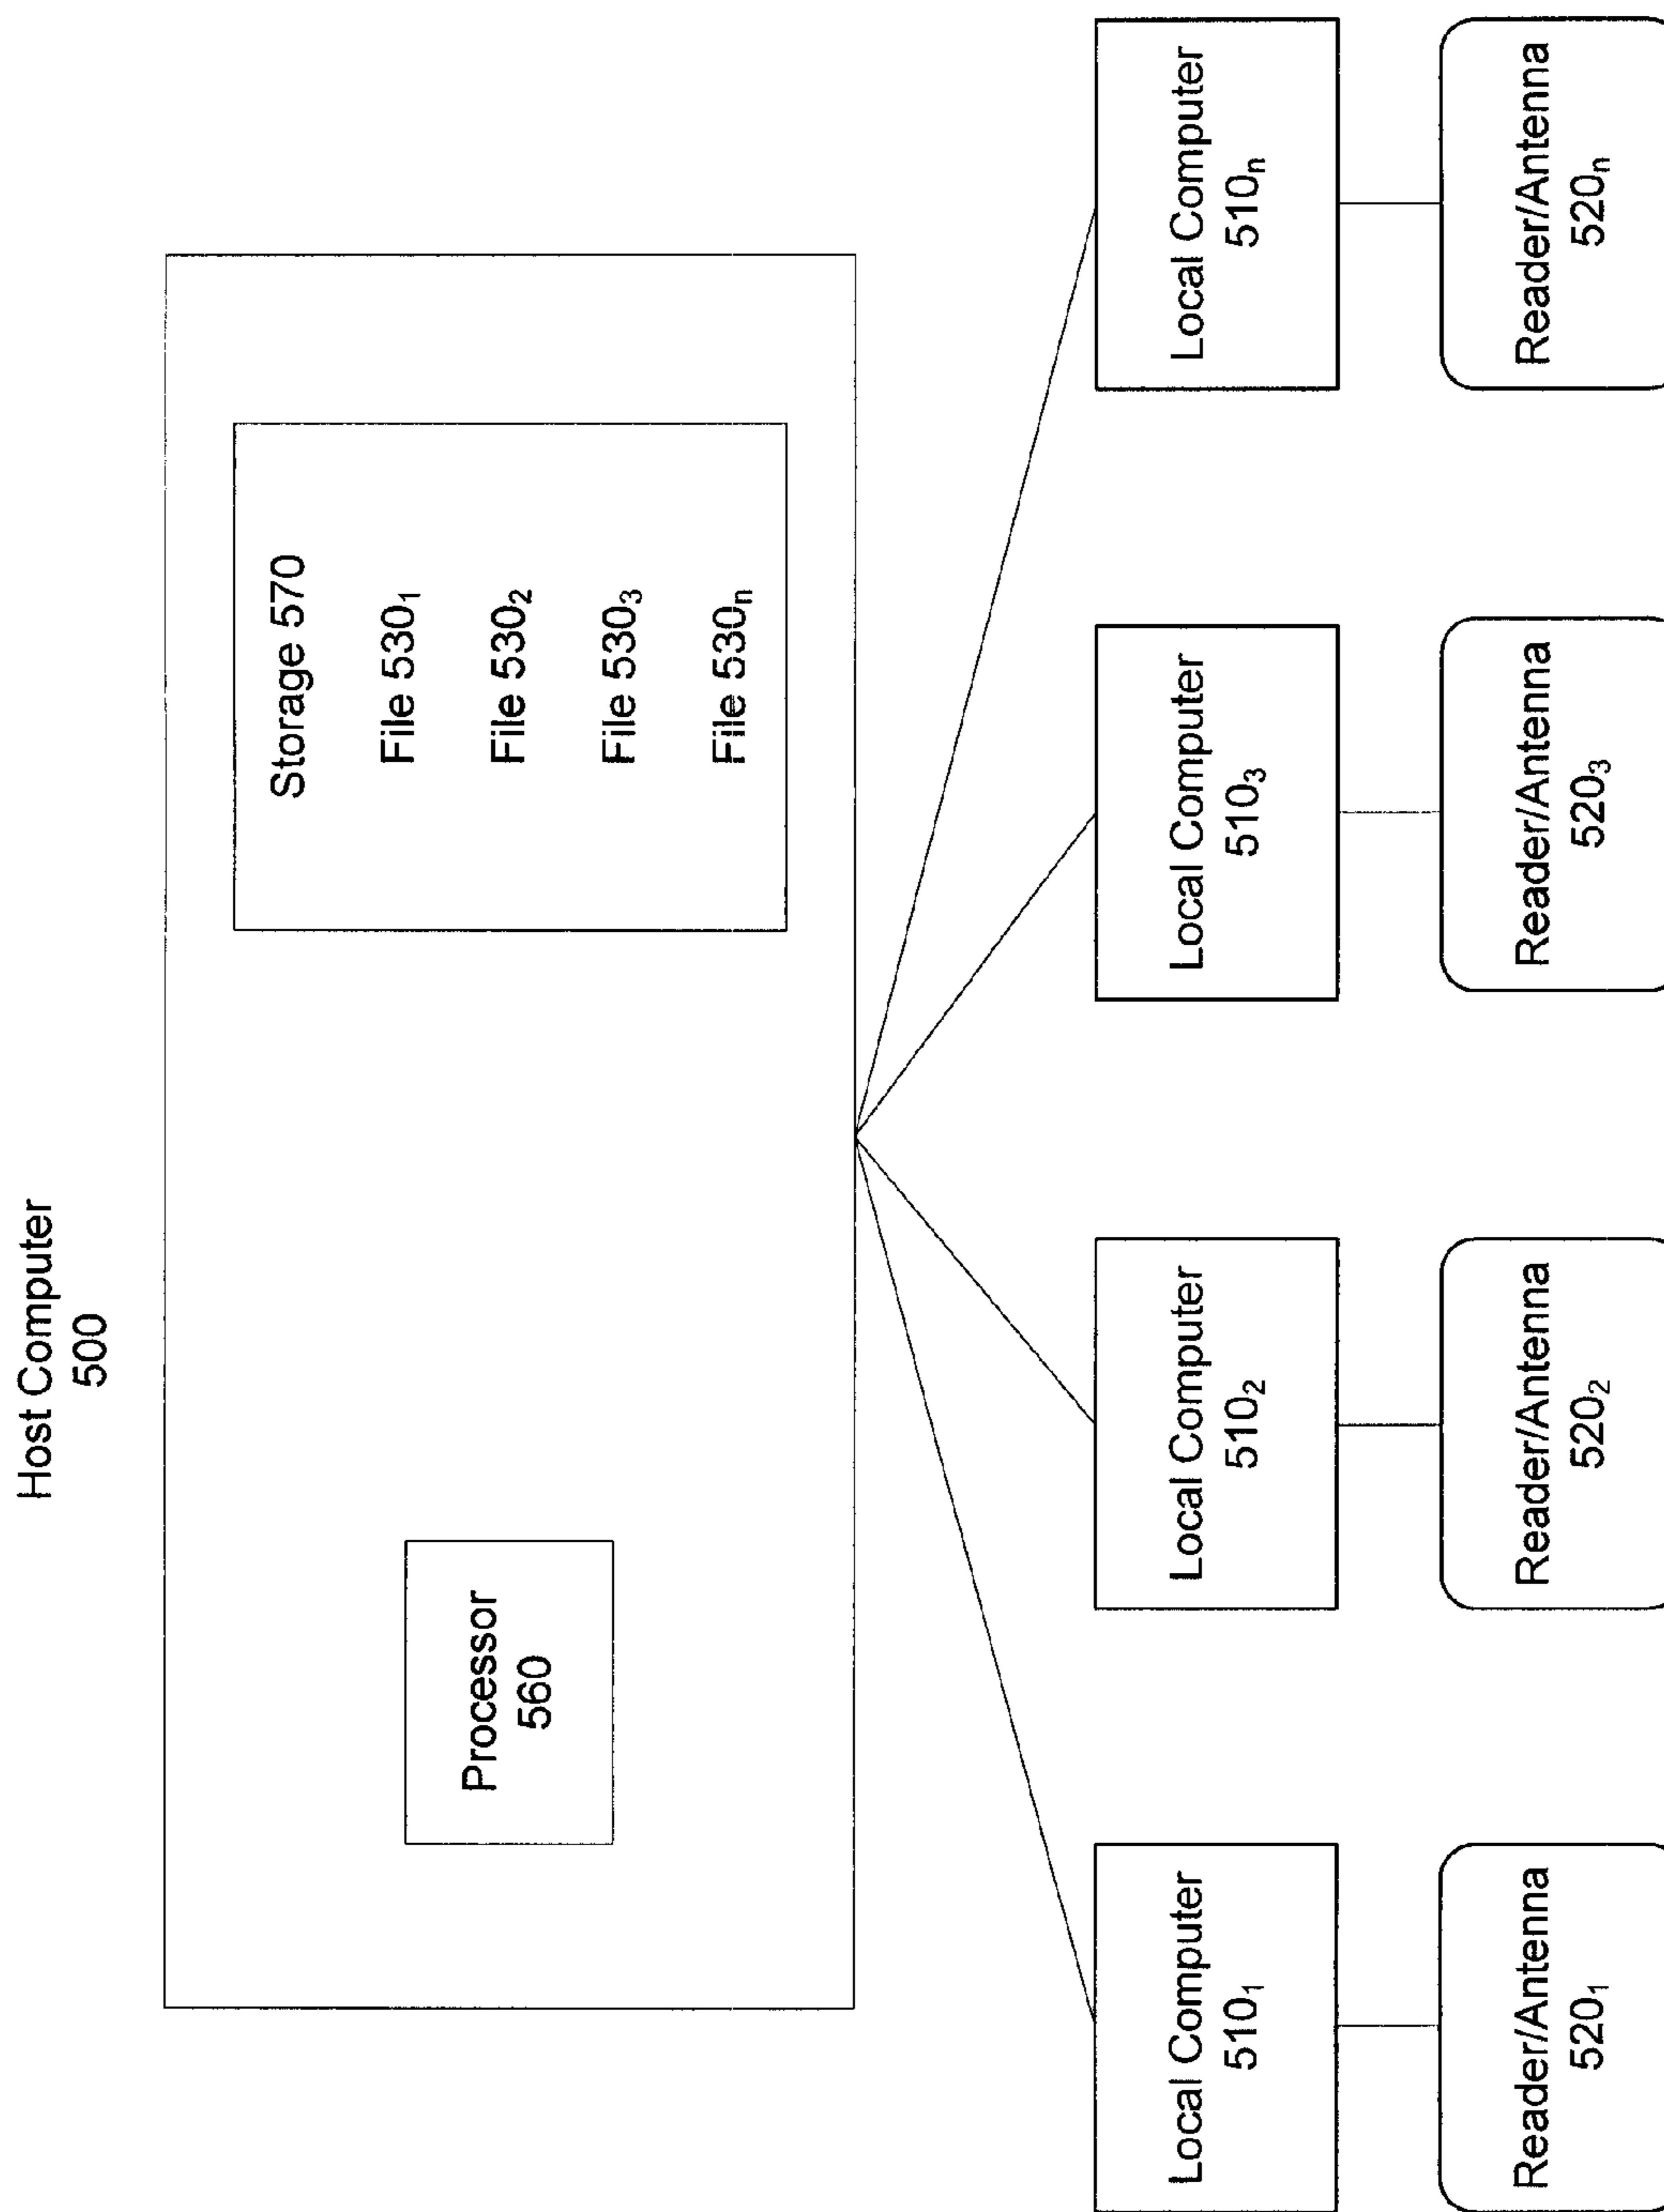 Host Computer
500
Processor
560
Storage 570
File 530₁
File 530₂
File 530₃
File 530ₙ
Local Computer
510₁
Local Computer
510₂
Local Computer
510₃
Local Computer
510ₙ
Reader/Antenna
520₁
Reader/Antenna
520₂
Reader/Antenna
520₃
Reader/Antenna
520ₙ